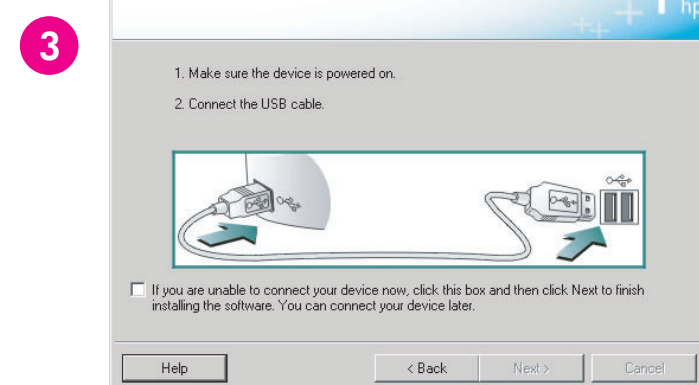 hp
3
1. Make sure the device is powered on.
2. Connect the USB cable.
If you are unable to connect your device now, click this box and then click Next to finish
installing the software. You can connect your device later.
Help
< Back
Next >
Cancel